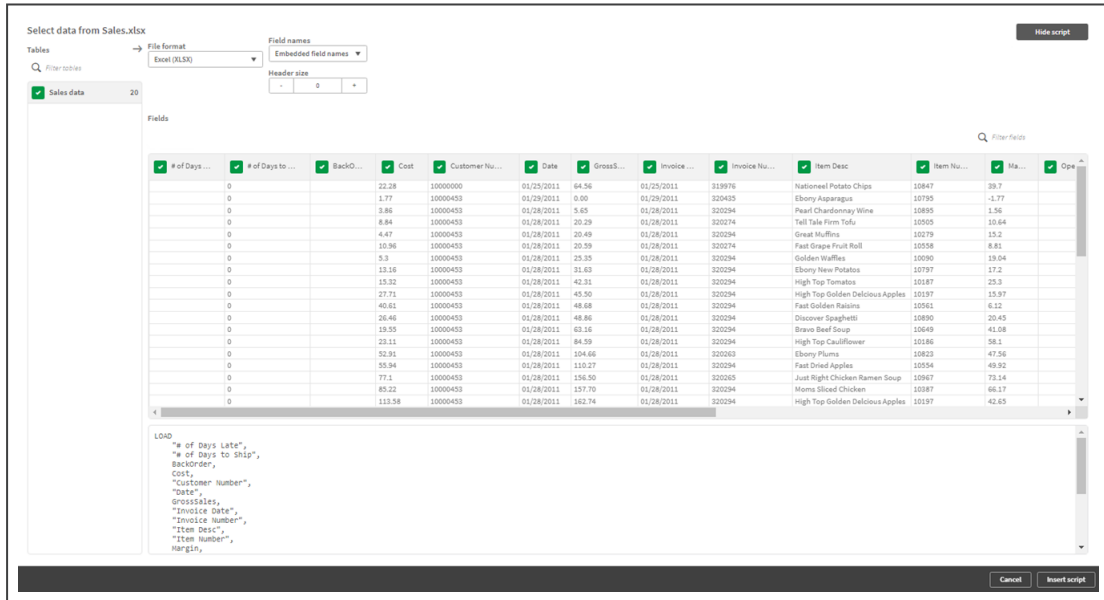 Select data from Sales.xlsx
Hide script
Tables
File format
Field names
Excel (XLSX)
Embedded field names
Filter tables
Header size
- 0 +
Sales data 20
Fields
Filter fields
# of Days ... # of Days to ... BackO... Cost Customer Nu... Date GrossS... Invoice ... Invoice Nu... Item Desc Item Nu... Ma... Ope
0 22.28 10000000 01/25/2011 64.56 01/25/2011 319976 Nationeel Potato Chips 10847 39.7
0 1.77 10000453 01/29/2011 0.00 01/29/2011 320435 Ebony Asparagus 10795 -1.77
0 3.86 10000453 01/28/2011 5.65 01/28/2011 320294 Pearl Chardonnay Wine 10895 1.56
0 8.84 10000453 01/28/2011 20.29 01/28/2011 320274 Tell Tale Firm Tofu 10505 10.64
0 4.47 10000453 01/28/2011 20.49 01/28/2011 320294 Great Muffins 10279 15.2
0 10.96 10000453 01/28/2011 20.59 01/28/2011 320274 Fast Grape Fruit Roll 10558 8.81
0 5.3 10000453 01/28/2011 25.35 01/28/2011 320294 Golden Waffles 10090 19.04
0 13.16 10000453 01/28/2011 31.63 01/28/2011 320294 Ebony New Potatos 10797 17.2
0 15.32 10000453 01/28/2011 42.31 01/28/2011 320294 High Top Tomatos 10187 25.3
0 27.71 10000453 01/28/2011 45.50 01/28/2011 320294 High Top Golden Delcious Apples 10197 15.97
0 40.61 10000453 01/28/2011 48.68 01/28/2011 320294 Fast Golden Raisins 10561 6.12
0 26.46 10000453 01/28/2011 48.86 01/28/2011 320294 Discover Spaghetti 10890 20.45
0 19.55 10000453 01/28/2011 63.16 01/28/2011 320294 Bravo Beef Soup 10649 41.08
0 23.11 10000453 01/28/2011 84.59 01/28/2011 320294 High Top Cauliflower 10186 58.1
0 52.91 10000453 01/28/2011 104.66 01/28/2011 320263 Ebony Plums 10823 47.56
0 55.94 10000453 01/28/2011 110.27 01/28/2011 320294 Fast Dried Apples 10554 49.92
0 77.1 10000453 01/28/2011 156.50 01/28/2011 320265 Just Right Chicken Ramen Soup 10967 73.14
0 85.22 10000453 01/28/2011 157.70 01/28/2011 320294 Moms Sliced Chicken 10387 66.17
0 113.58 10000453 01/28/2011 162.74 01/28/2011 320294 High Top Golden Delcious Apples 10197 42.65
LOAD
"# of Days Late",
"# of Days to Ship",
BackOrder,
Cost,
"Customer Number",
"Date",
GrossSales,
"Invoice Date",
"Invoice Number",
"Item Desc",
"Item Number",
Margin,
Cancel
Insert script